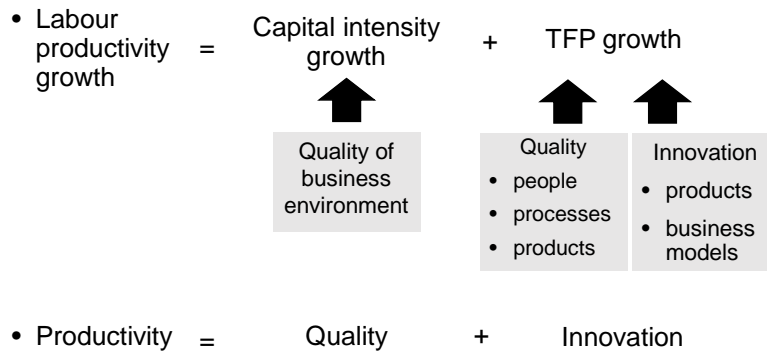 • Labour productivity growth = Capital intensity growth + TFP growth
Quality of
business
environment
Quality
• people
• processes
• products
Innovation
• products
• business
models
• Productivity = Quality + Innovation